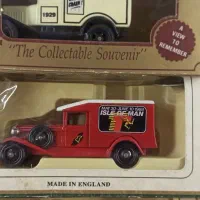 1929
"The Collectable Souvenir"
A
VIEW
TO
REMEMBER
ISLE OF MAN
MADE IN ENGLAND